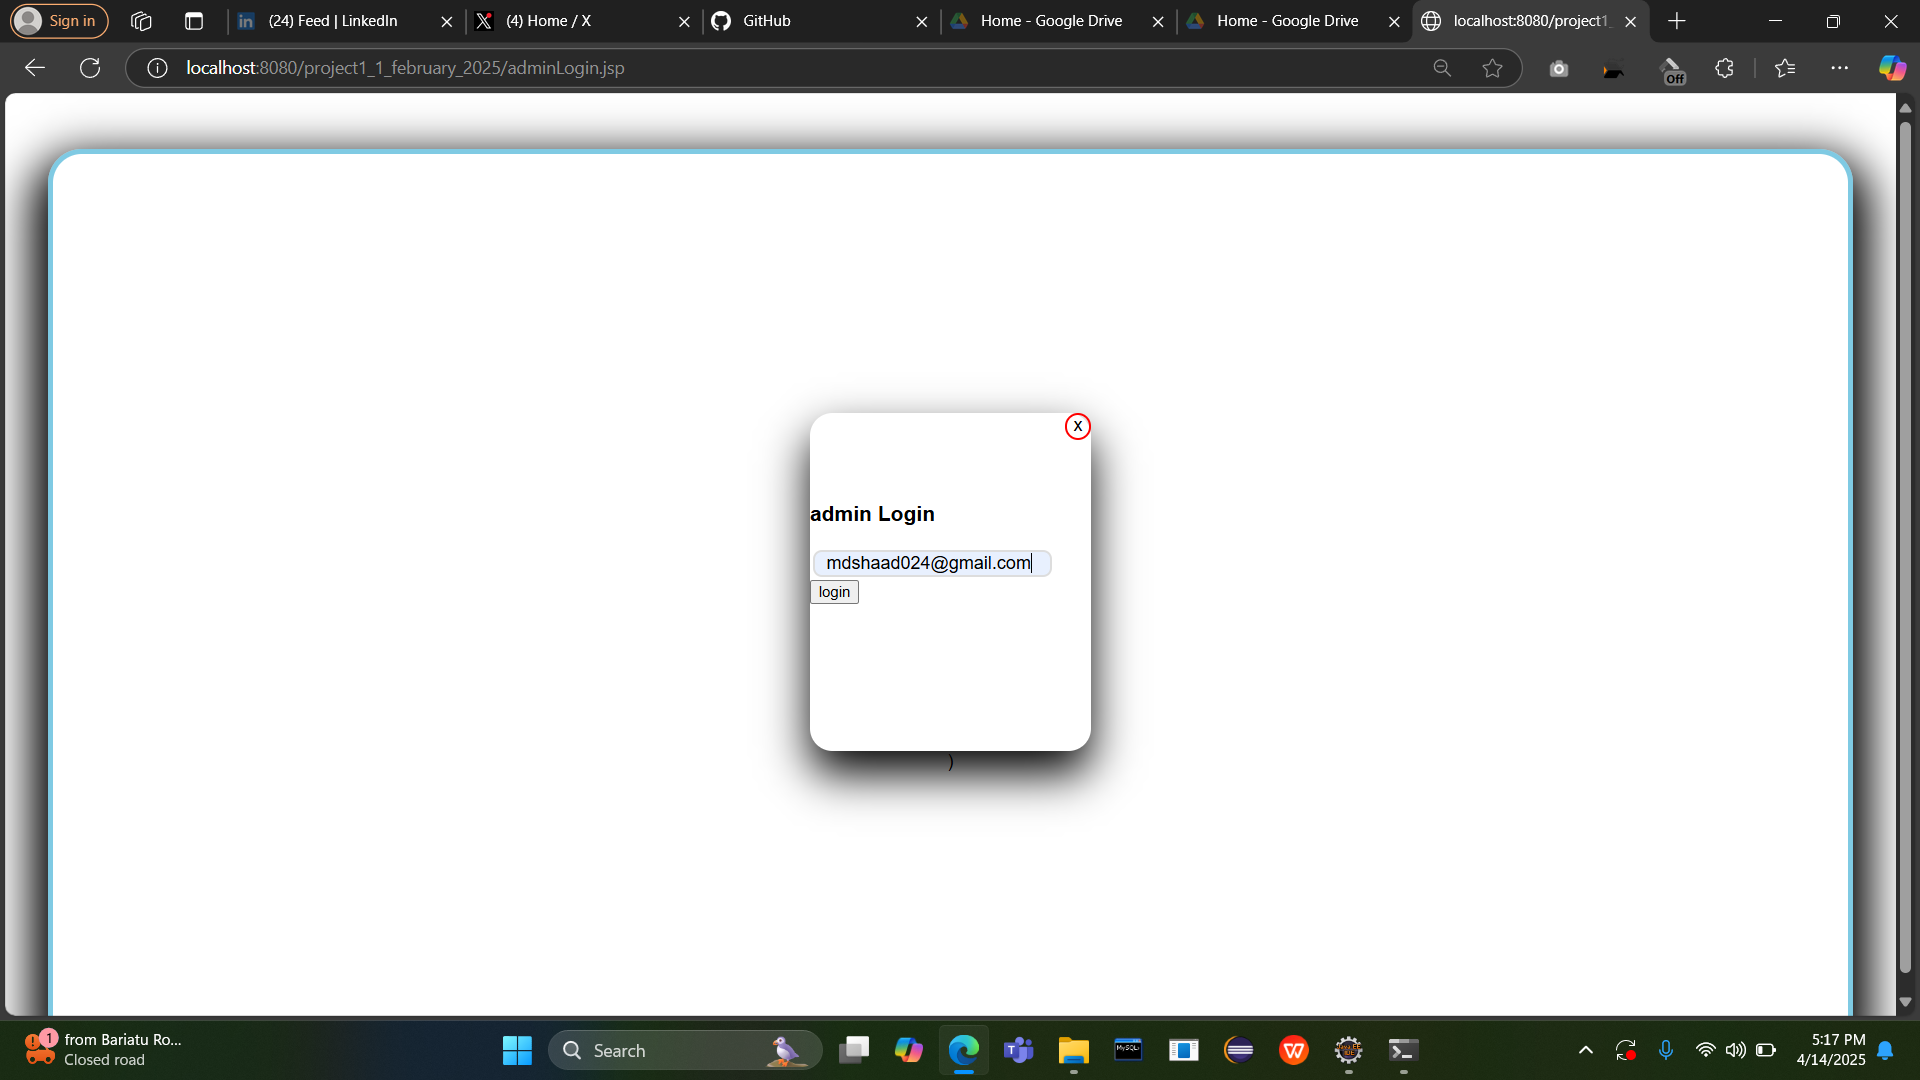 Sign in
(24) Feed | LinkedIn
(4) Home / X
GitHub
Home - Google Drive
Home - Google Drive
localhost:8080/project1_
localhost:8080/project1_1_february_2025/adminLogin.jsp
Off
X
admin Login
mdshaad024@gmail.com
login
)
1
from Bariatu Ro...
Closed road
Search
MySQL
5:17 PM
4/14/2025